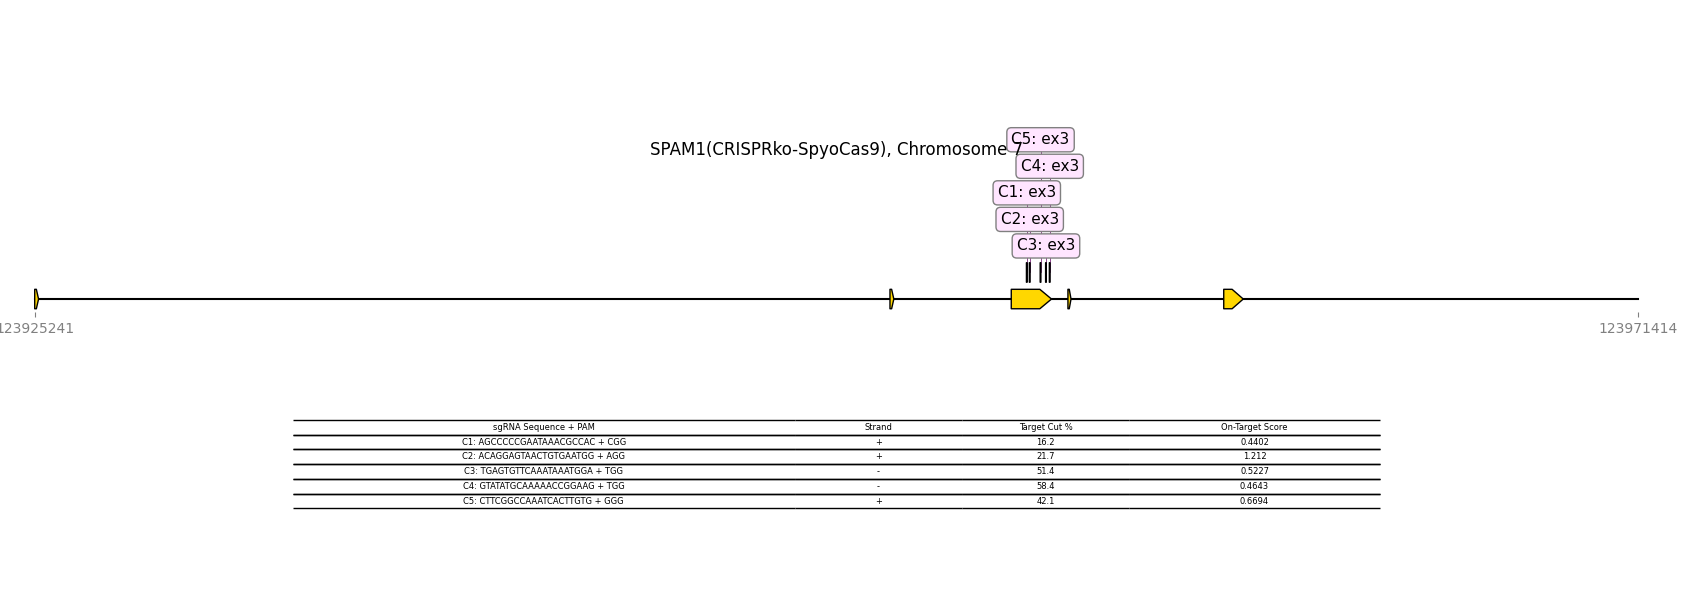 C5: ex3
SPAM1(CRISPRko-SpyoCas9), Chromosome 7
C4: ex3
C1: ex3
C2: ex3
C3: ex3
123925241
123971414
sgRNA Sequence + PAM Strand Target Cut % On-Target Score
C1: AGCCCCCGAATAAACGCCAC + CGG + 16.2 0.4402
C2: ACAGGAGTAACTGTGAATGG + AGG + 21.7 1.212
C3: TGAGTGTTCAAATAAATGGA + TGG - 51.4 0.5227
C4: GTATATGCAAAAACCGGAAG + TGG - 58.4 0.4643
C5: CTTCGGCCAAATCACTTGTG + GGG + 42.1 0.6694